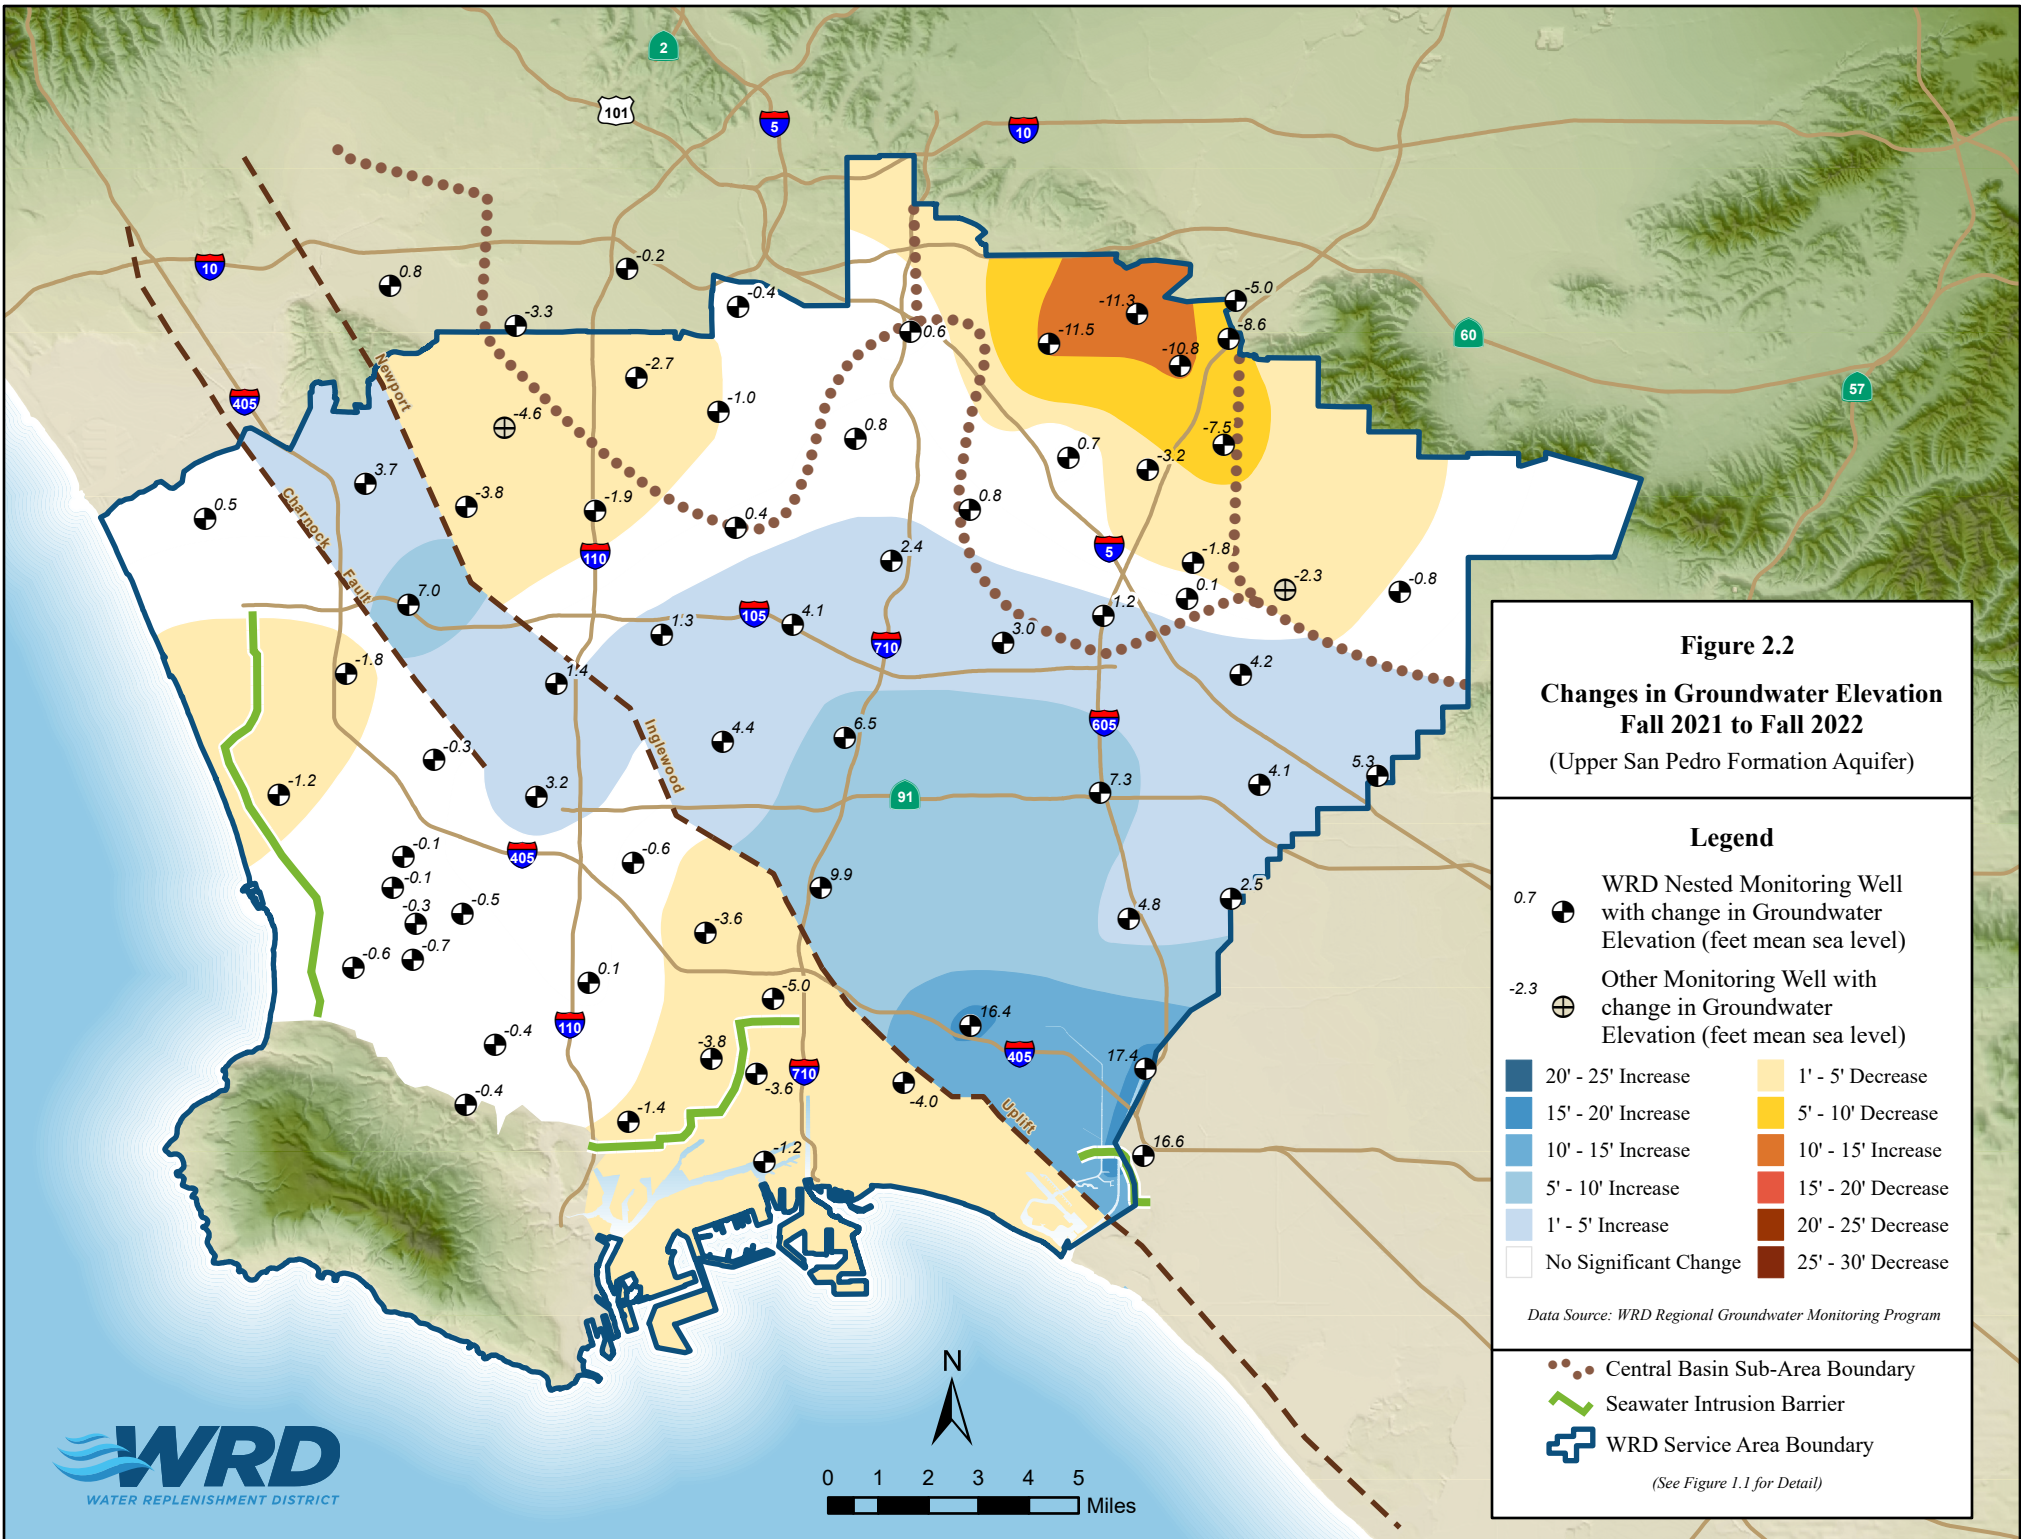 2
101
5
10
10
0.8
-0.2
-0.4
-5.0
-3.3
-11.3
0.6
-11.5
-8.6
60
-10.8
Newport
-2.7
57
405
-1.0
-4.6
0.8
-7.5
0.7
-3.2
3.7
-3.8
-1.9
0.5
Charnock
0.4
0.8
110
2.4
5
-1.8
Fault
7.0
-2.3
-0.8
0.1
105
4.1
1.2
1.3
3.0
710
-1.8
1.4
4.2
Inglewood
4.4
6.5
605
-0.3
5.3
-1.2
3.2
91
7.3
4.1
-0.1
405
-0.6
-0.1
9.9
2.5
-0.3
-0.5
-3.6
4.8
-0.6
-0.7
0.1
-5.0
16.4
110
-0.4
-3.8
405
17.4
710
-3.6
-4.0
-0.4
-1.4
Uplift
-1.2
16.6
Figure 2.2
Changes in Groundwater Elevation
Fall 2021 to Fall 2022
(Upper San Pedro Formation Aquifer)
Legend
0.7
WRD Nested Monitoring Well
with change in Groundwater
Elevation (feet mean sea level)
-2.3
Other Monitoring Well with
change in Groundwater
Elevation (feet mean sea level)
20' - 25' Increase
1' - 5' Decrease
15' - 20' Increase
5' - 10' Decrease
10' - 15' Increase
10' - 15' Decrease
5' - 10' Increase
15' - 20' Decrease
1' - 5' Increase
20' - 25' Decrease
No Significant Change
25' - 30' Decrease
Data Source: WRD Regional Groundwater Monitoring Program
Central Basin Sub-Area Boundary
Seawater Intrusion Barrier
WRD Service Area Boundary
(See Figure 1.1 for Detail)
N
0 1 2 3 4 5
Miles
WRD
WATER REPLENISHMENT DISTRICT